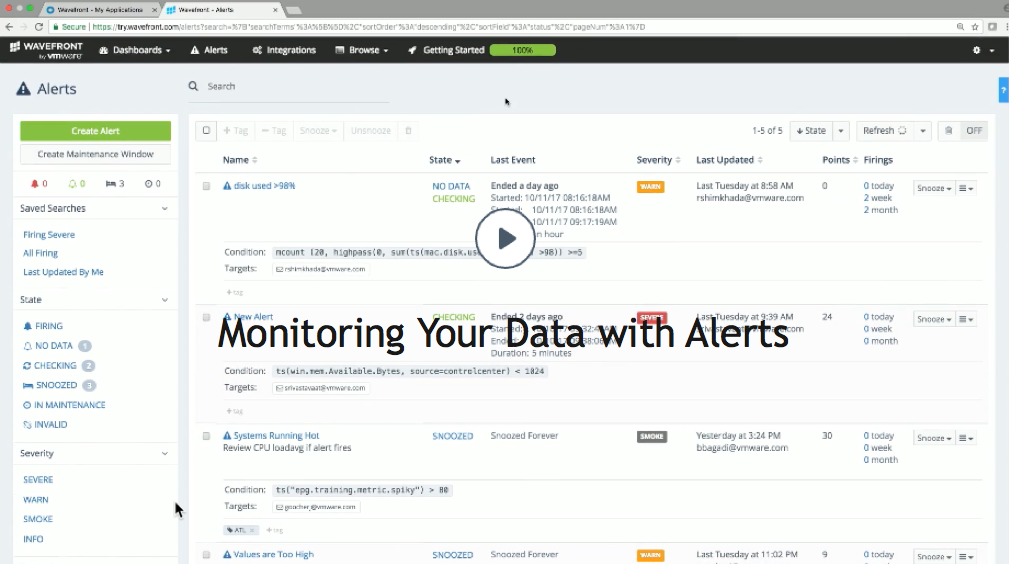 Wavefront - My Applications
Wavefront - Alerts
Secure https://try.wavefront.com/alerts?search=%7B"searchTerms"%3A%5B%5D%2C"sortOrder"%3A"descending"%2C"sortField"%3A"status"%2C"pageNum"%3A1%7D
WAVEFRONT
by vmware
Dashboards
Alerts
Integrations
Browse
Getting Started
100%
Alerts
Search
?
Create Alert
Create Maintenance Window
0 0 3 0
Saved Searches
Firing Severe
All Firing
Last Updated By Me
State
FIRING
NO DATA 1
CHECKING 2
SNOOZED 3
IN MAINTENANCE
INVALID
Severity
SEVERE
WARN
SMOKE
INFO
+ Tag − Tag Snooze Unsnooze
1-5 of 5 State Refresh OFF
Name State Last Event Severity Last Updated Points Firings
disk used >98% NO DATA Ended a day ago WARN Last Tuesday at 8:58 AM 0 0 today Snooze
CHECKING Started: 10/11/17 08:16:18AM rshimkhada@vmware.com 2 week
10/11/17 08:16:18AM 2 month
10/11/17 09:17:19AM
hour
Condition: mcount (20, highpass(0, sum(ts(mac.disk. >98)) >=5
Targets: rshimkhada@vmware.com
+tag
New Alert CHECKING Ended 2 days ago SEVERE Last Tuesday at 9:39 AM 24 0 today Snooze
0 week
0 month
Duration: 5 minutes
Monitoring Your Data with Alerts
Condition: ts(win.mem.Available.Bytes, source=controlcenter) < 1024
Targets: srivastavaat@vmware.com
+tag
Systems Running Hot SNOOZED Snoozed Forever SMOKE Yesterday at 3:24 PM 30 0 today Snooze
Review CPU loadavg if alert fires bbagadi@vmware.com 0 week
0 month
Condition: ts("epg.training.metric.spiky") > 80
Targets: goocherj@vmware.com
ATL × +tag
Values are Too High SNOOZED Snoozed Forever WARN Last Tuesday at 11:02 PM 9 0 today Snooze